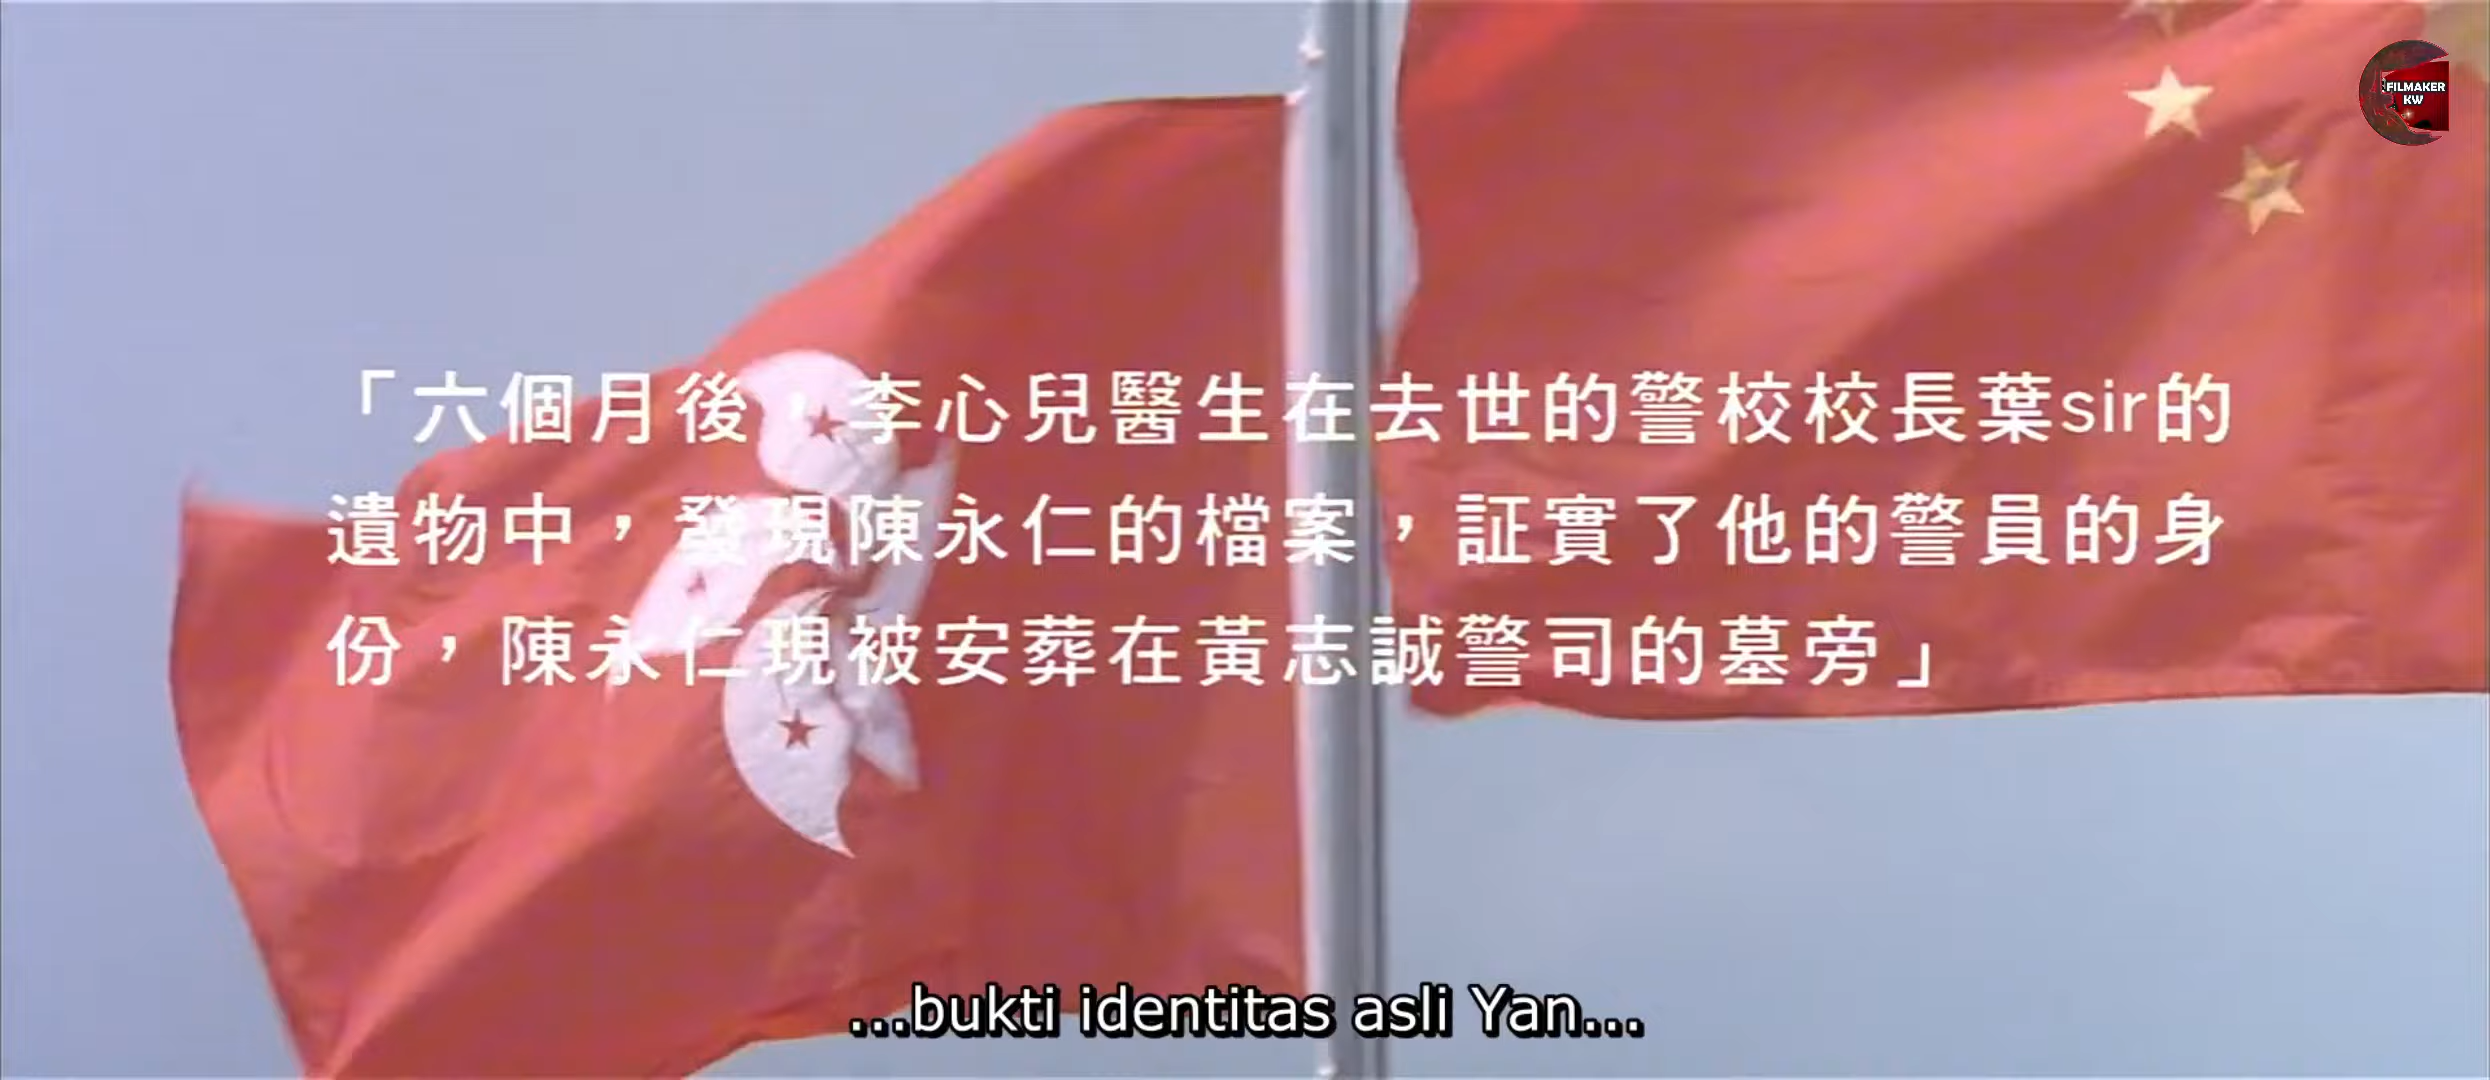 FILMAKER
KW
「六個月後，李心兒醫生在去世的警校校長葉sir的
遺物中，發現陳永仁的檔案，証實了他的警員的身
份，陳永仁現被安葬在黃志誠警司的墓旁」
...bukti identitas asli Yan...